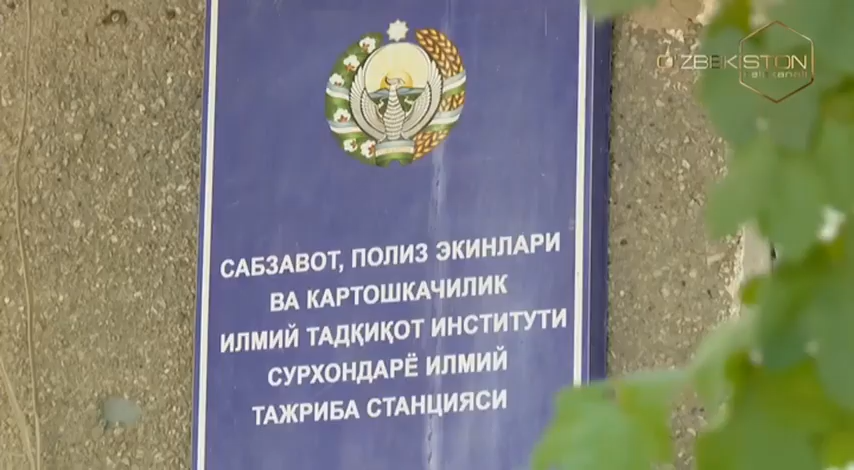 O'ZBEKISTON
САБЗАВОТ, ПОЛИЗ ЭКИНЛАРИ
ВА КАРТОШКАЧИЛИК
ИЛМИЙ ТАДҚИҚОТ ИНСТИТУТИ
СУРХОНДАРЁ ИЛМИЙ
ТАЖРИБА СТАНЦИЯСИ